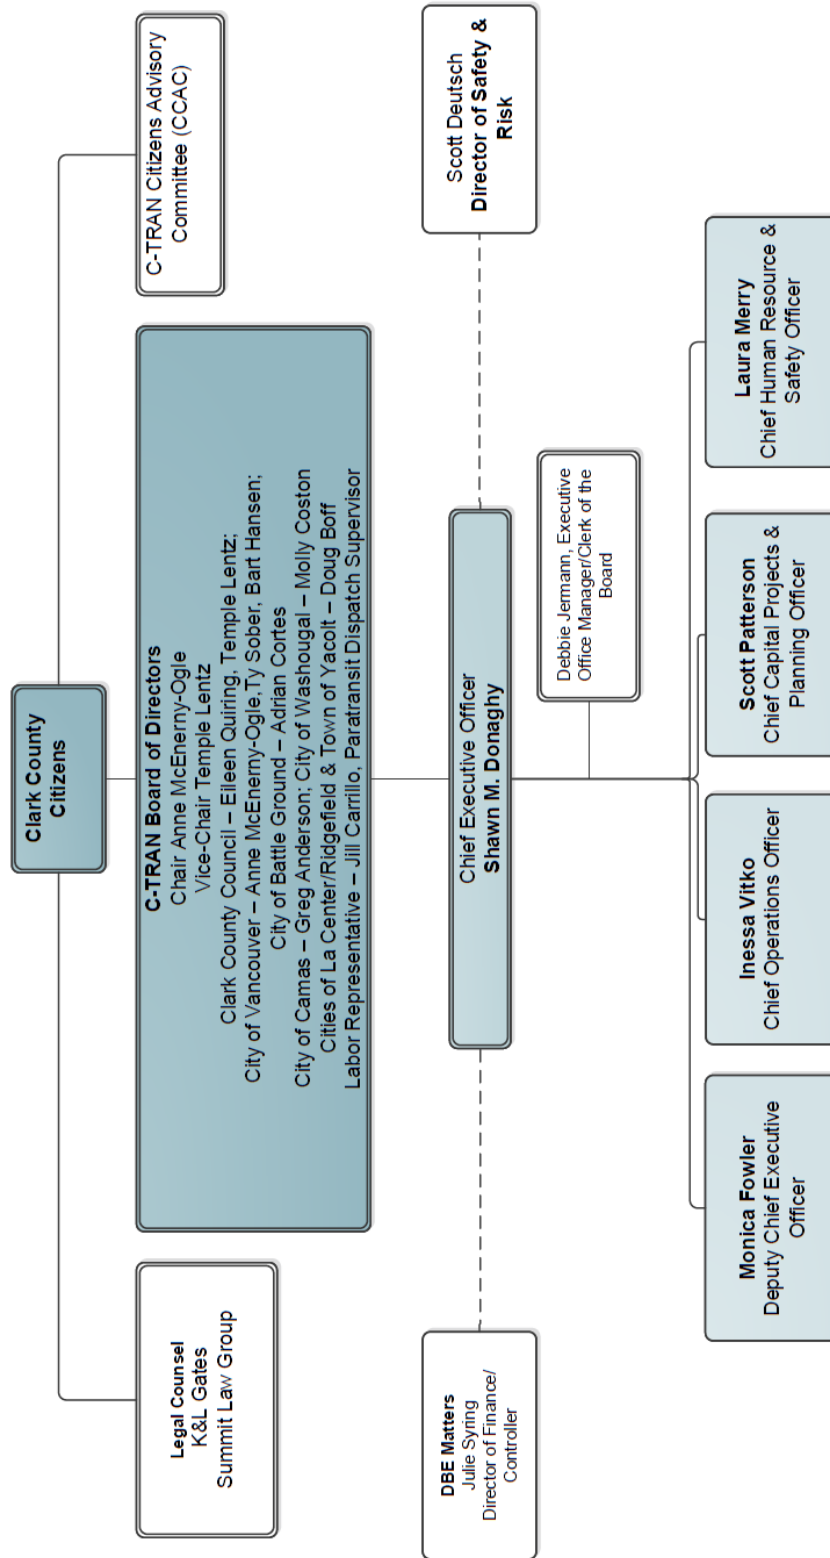 Clark County
Citizens
Legal Counsel
K&L Gates
Summit Law Group
C-TRAN Board of Directors
Chair Anne McEnerny-Ogle
Vice-Chair Temple Lentz
Clark County Council – Eileen Quiring, Temple Lentz;
City of Vancouver – Anne McEnerny-Ogle,Ty Sober, Bart Hansen;
City of Battle Ground – Adrian Cortes
City of Camas – Greg Anderson; City of Washougal – Molly Coston
Cities of La Center/Ridgefield & Town of Yacolt – Doug Boff
Labor Representative – Jill Carrillo, Paratransit Dispatch Supervisor
C-TRAN Citizens Advisory
Committee (CCAC)
DBE Matters
Julie Syring
Director of Finance/
Controller
Chief Executive Officer
Shawn M. Donaghy
Scott Deutsch
Director of Safety &
Risk
Debbie Jermann, Executive
Office Manager/Clerk of the
Board
Monica Fowler
Deputy Chief Executive
Officer
Inessa Vitko
Chief Operations Officer
Scott Patterson
Chief Capital Projects &
Planning Officer
Laura Merry
Chief Human Resource &
Safety Officer